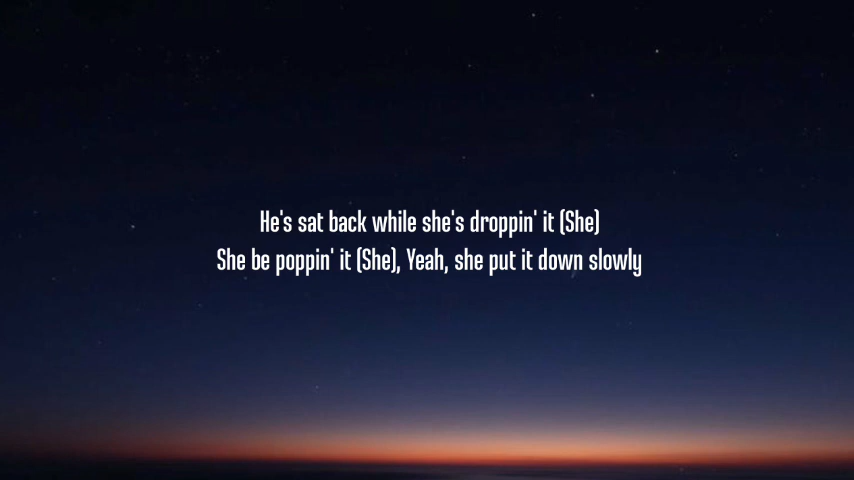 He's sat back while she's droppin' it (She)
She be poppin' it (She), Yeah, she put it down slowly